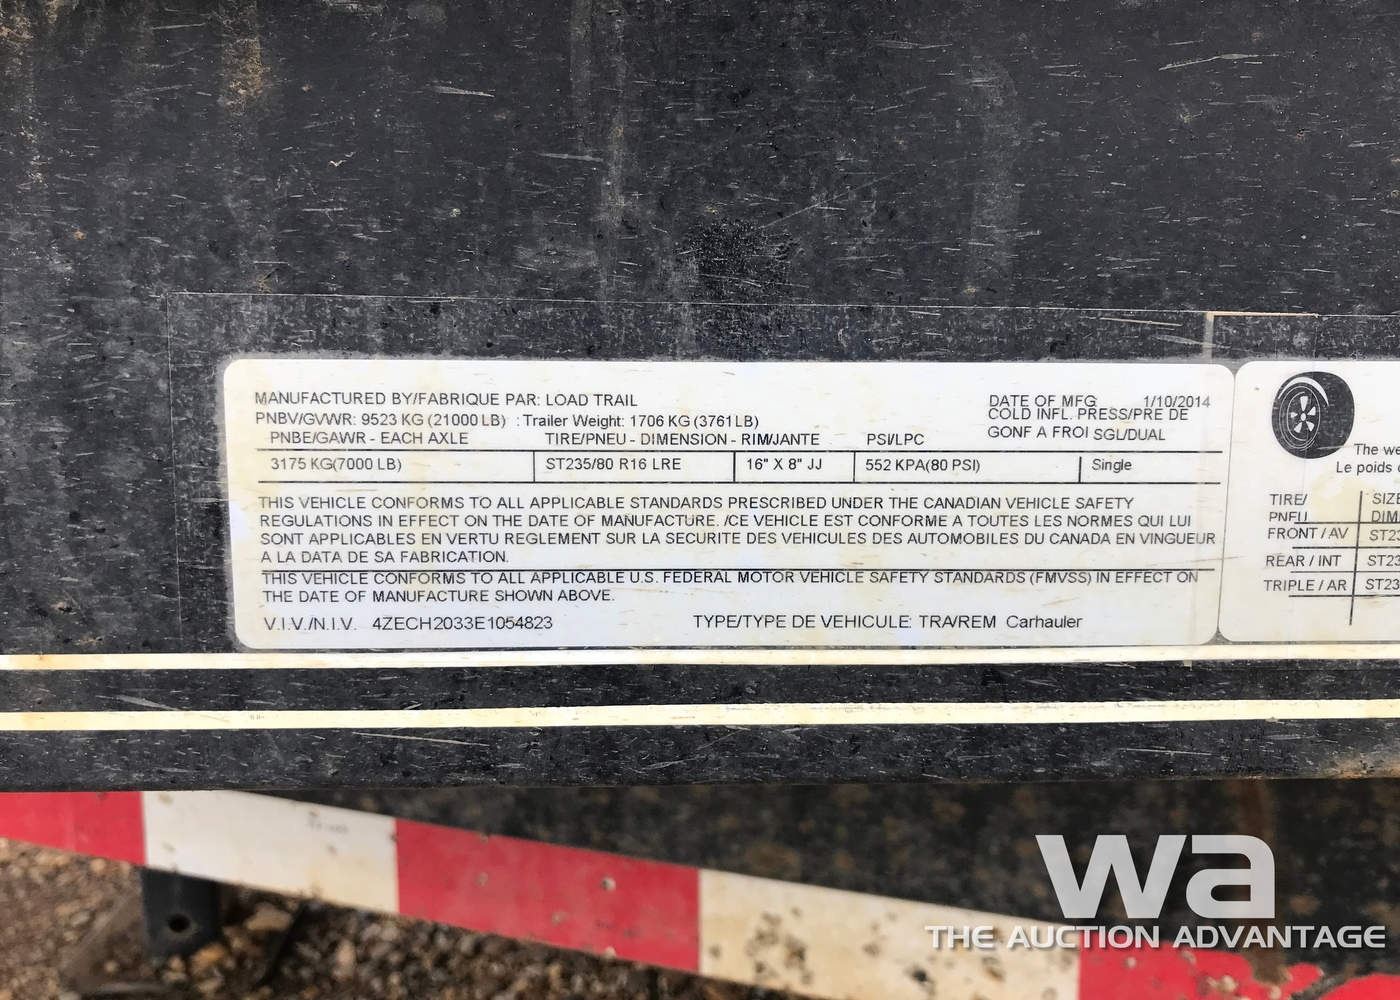 MANUFACTURED BY/FABRIQUE PAR: LOAD TRAIL
DATE OF MFG 1/10/2014
PNBV/GVWR: 9523 KG (21000 LB) : Trailer Weight: 1706 KG (3761 LB)
COLD INFL. PRESS/PRE DE
PNBE/GAWR - EACH AXLE TIRE/PNEU - DIMENSION - RIM/JANTE PSI/LPC
GONF A FROI SGL/DUAL
3175 KG(7000 LB) ST235/80 R16 LRE 16" X 8" JJ 552 KPA(80 PSI) Single
THIS VEHICLE CONFORMS TO ALL APPLICABLE STANDARDS PRESCRIBED UNDER THE CANADIAN VEHICLE SAFETY
REGULATIONS IN EFFECT ON THE DATE OF MANUFACTURE. /CE VEHICLE EST CONFORME A TOUTES LES NORMES QUI LUI
SONT APPLICABLES EN VERTU REGLEMENT SUR LA SECURITE DES VEHICULES DES AUTOMOBILES DU CANADA EN VINGUEUR
A LA DATA DE SA FABRICATION.
THIS VEHICLE CONFORMS TO ALL APPLICABLE U.S. FEDERAL MOTOR VEHICLE SAFETY STANDARDS (FMVSS) IN EFFECT ON
THE DATE OF MANUFACTURE SHOWN ABOVE.
V.I.V./N.I.V. 4ZECH2033E1054823 TYPE/TYPE DE VEHICULE: TRA/REM Carhauler
The we
Le poids
TIRE/ SIZE
PNEU DIM
FRONT / AV ST23
REAR / INT ST23
TRIPLE / AR ST23
wa
THE AUCTION ADVANTAGE